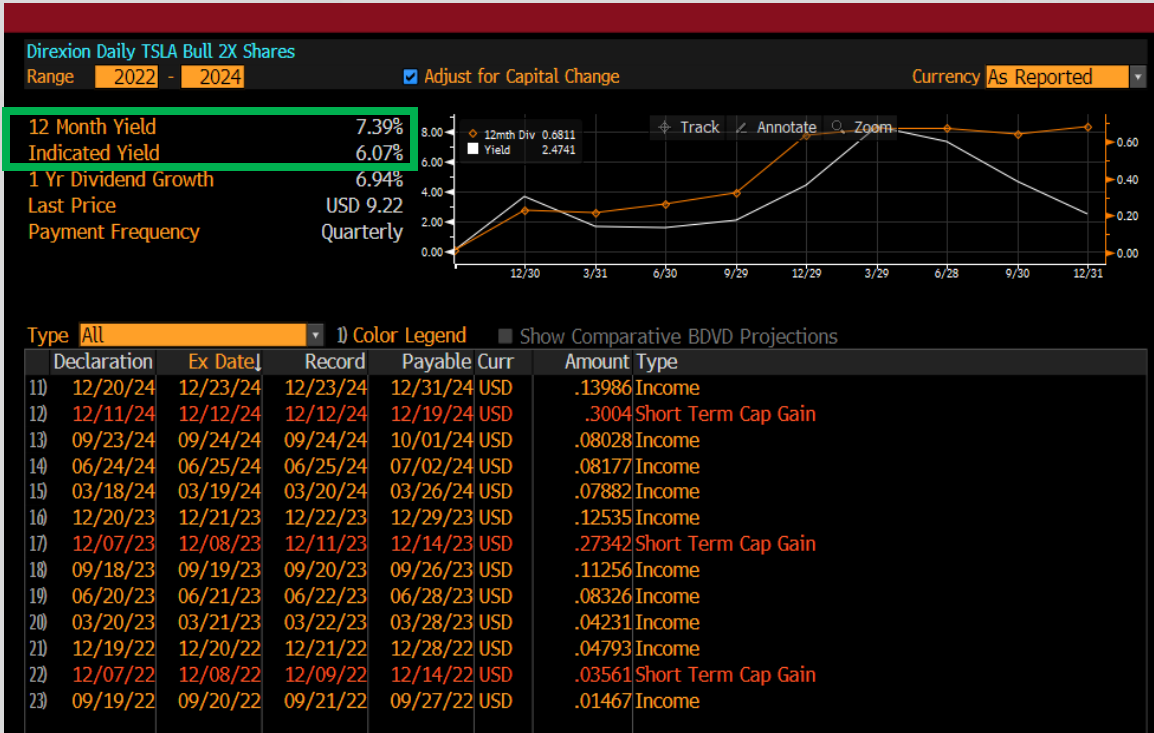 Direxion Daily TSLA Bull 2X Shares
Range 2022 - 2024 Adjust for Capital Change Currency As Reported
12 Month Yield 7.39%
Indicated Yield 6.07%
1 Yr Dividend Growth 6.94%
Last Price USD 9.22
Payment Frequency Quarterly
Track Annotate Zoom
12mth Div 0.6811
Yield 2.4741
8.00
6.00
4.00
2.00
0.00
0.60
0.40
0.20
0.00
12/30 3/31 6/30 9/29 12/29 3/29 6/28 9/30 12/31
Type All 1) Color Legend Show Comparative BDVD Projections
Declaration Ex Date↓ Record Payable Curr Amount Type
11) 12/20/24 12/23/24 12/23/24 12/31/24 USD .13986 Income
12) 12/11/24 12/12/24 12/12/24 12/19/24 USD .3004 Short Term Cap Gain
13) 09/23/24 09/24/24 09/24/24 10/01/24 USD .08028 Income
14) 06/24/24 06/25/24 06/25/24 07/02/24 USD .08177 Income
15) 03/18/24 03/19/24 03/20/24 03/26/24 USD .07882 Income
16) 12/20/23 12/21/23 12/22/23 12/29/23 USD .12535 Income
17) 12/07/23 12/08/23 12/11/23 12/14/23 USD .27342 Short Term Cap Gain
18) 09/18/23 09/19/23 09/20/23 09/26/23 USD .11256 Income
19) 06/20/23 06/21/23 06/22/23 06/28/23 USD .08326 Income
20) 03/20/23 03/21/23 03/22/23 03/28/23 USD .04231 Income
21) 12/19/22 12/20/22 12/21/22 12/28/22 USD .04793 Income
22) 12/07/22 12/08/22 12/09/22 12/14/22 USD .03561 Short Term Cap Gain
23) 09/19/22 09/20/22 09/21/22 09/27/22 USD .01467 Income